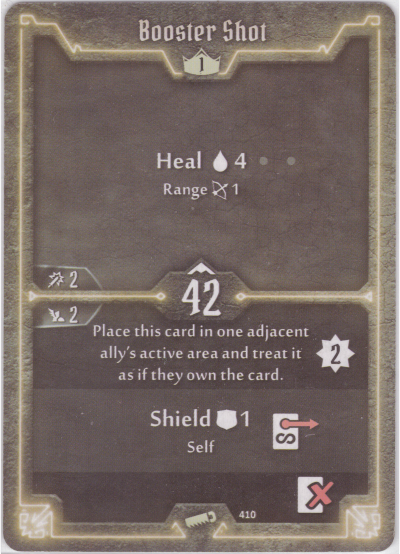 Booster Shot
1
Heal 4
Range 1
2
42
2
Place this card in one adjacent
ally's active area and treat it
as if they own the card.
2
Shield 1
Self
410